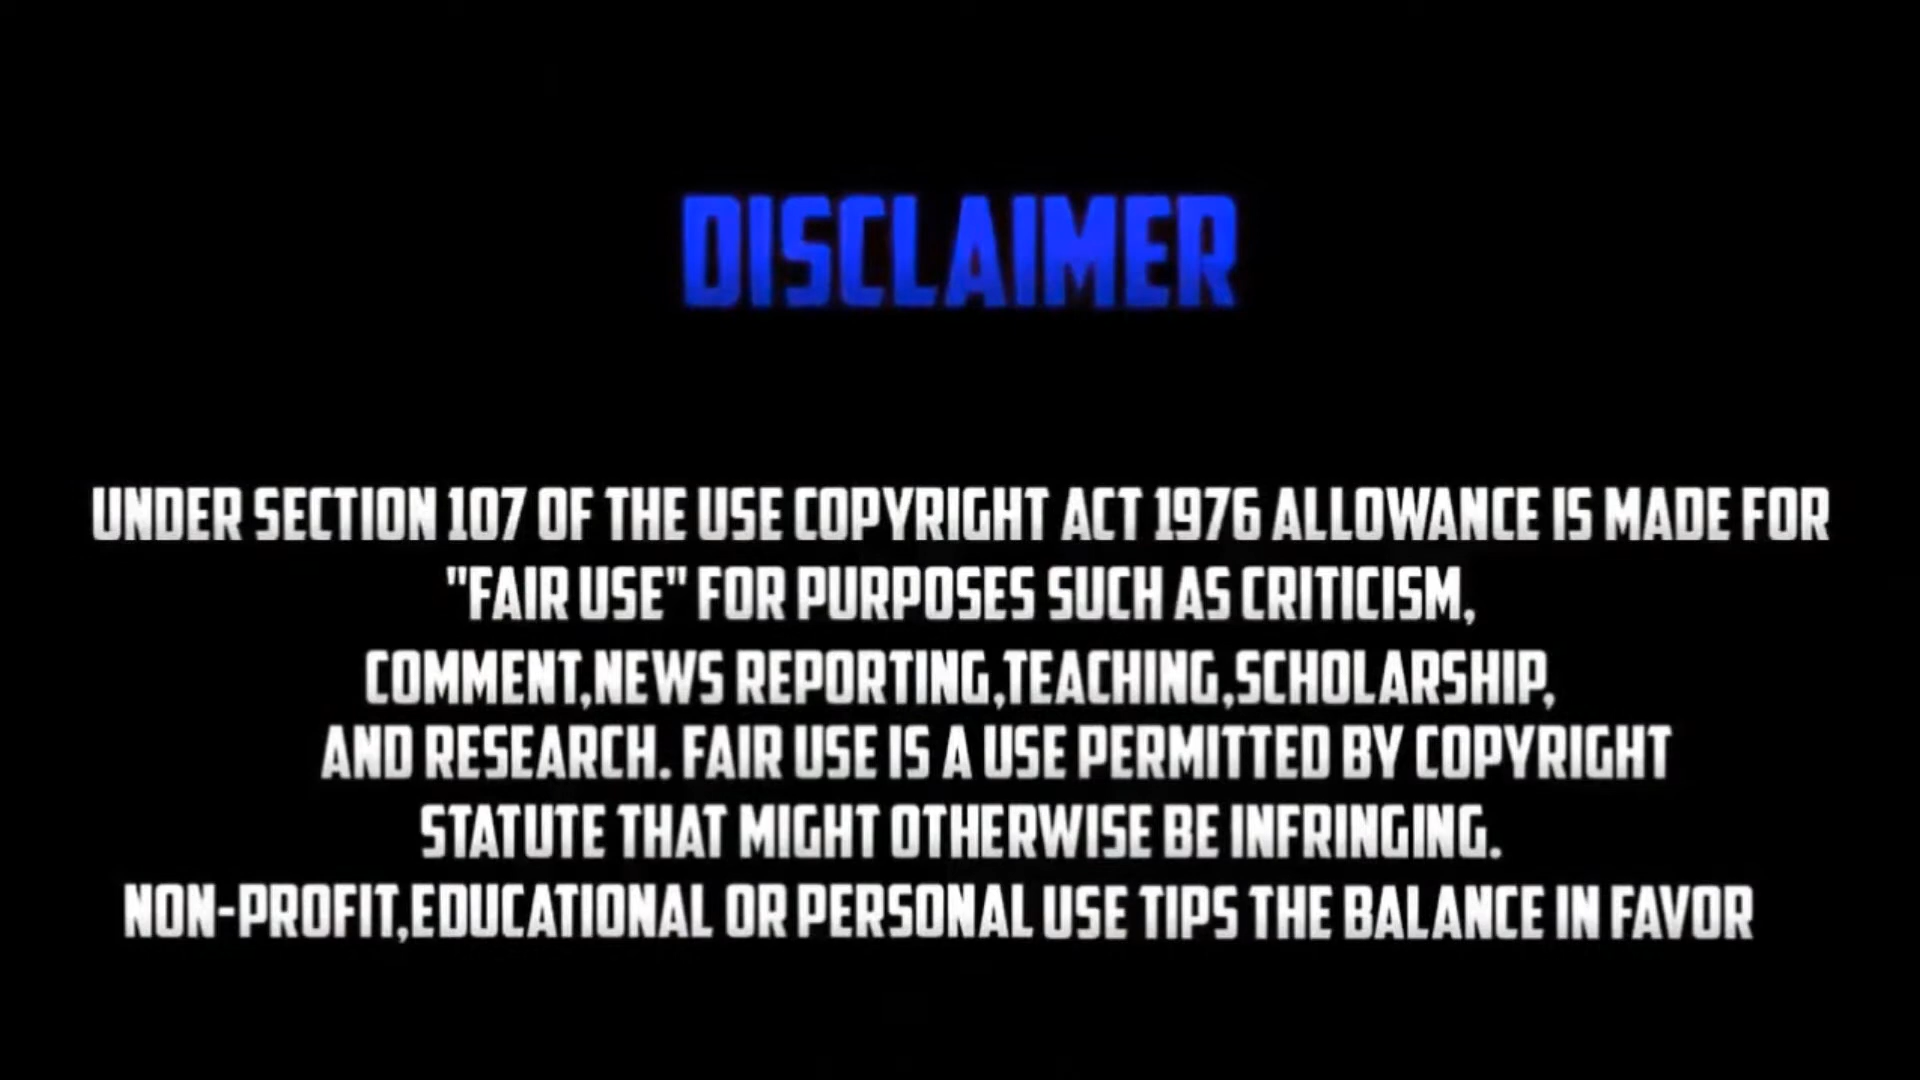 DISCLAIMER
UNDER SECTION 107 OF THE USE COPYRIGHT ACT 1976 ALLOWANCE IS MADE FOR
"FAIR USE" FOR PURPOSES SUCH AS CRITICISM,
COMMENT,NEWS REPORTING,TEACHING,SCHOLARSHIP,
AND RESEARCH. FAIR USE IS A USE PERMITTED BY COPYRIGHT
STATUTE THAT MIGHT OTHERWISE BE INFRINGING.
NON-PROFIT,EDUCATIONAL OR PERSONAL USE TIPS THE BALANCE IN FAVOR